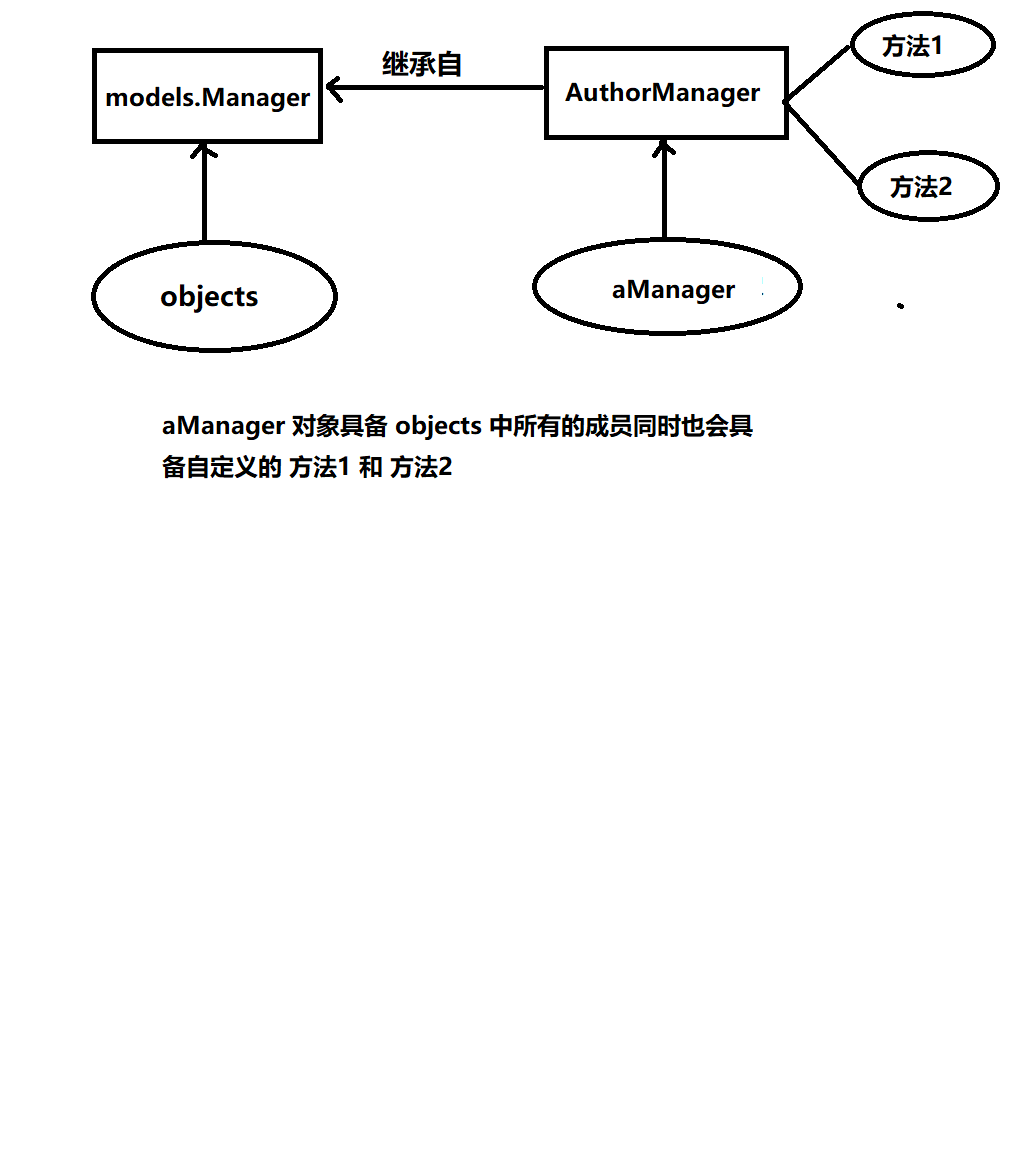 方法1
继承自
models.Manager
AuthorManager
方法2
objects
aManager
aManager 对象具备 objects 中所有的成员同时也会具
备自定义的 方法1 和 方法2